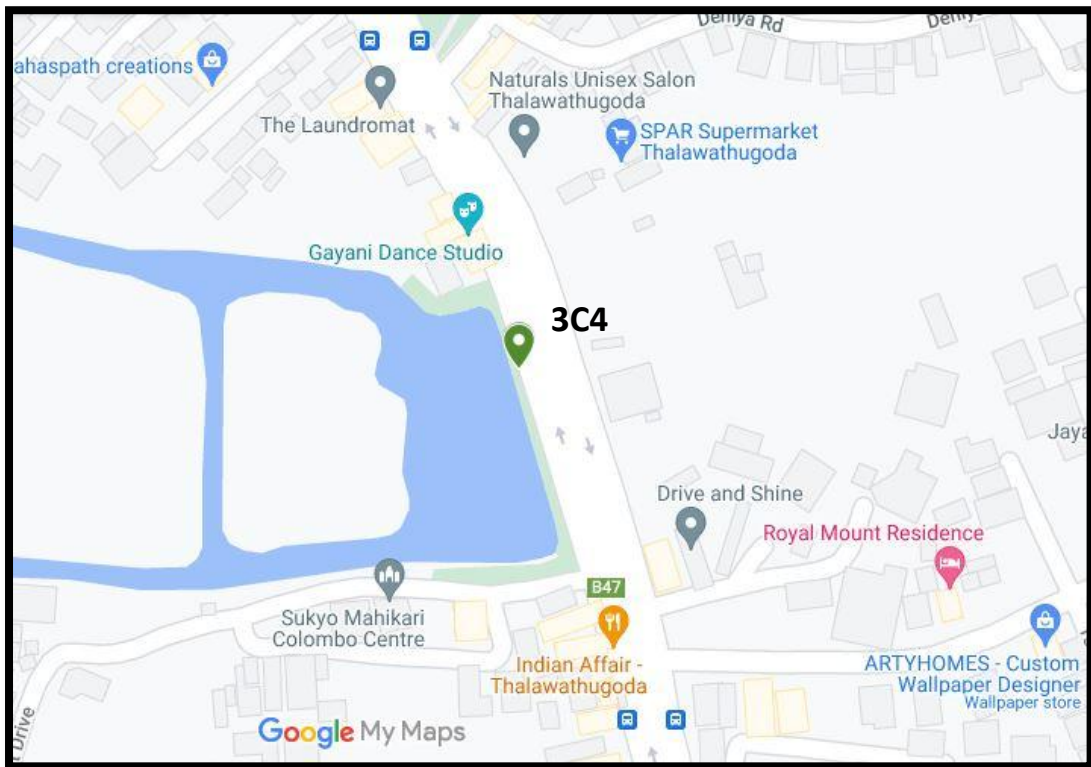 Deniya Rd
ahaspath creations
The Laundromat
Naturals Unisex Salon
Thalawathugoda
SPAR Supermarket
Thalawathugoda
Gayani Dance Studio
3C4
Jaya
Drive and Shine
Royal Mount Residence
B47
Sukyo Mahikari
Colombo Centre
Indian Affair -
Thalawathugoda
ARTYHOMES - Custom
Wallpaper Designer
Wallpaper store
Drive
Google My Maps